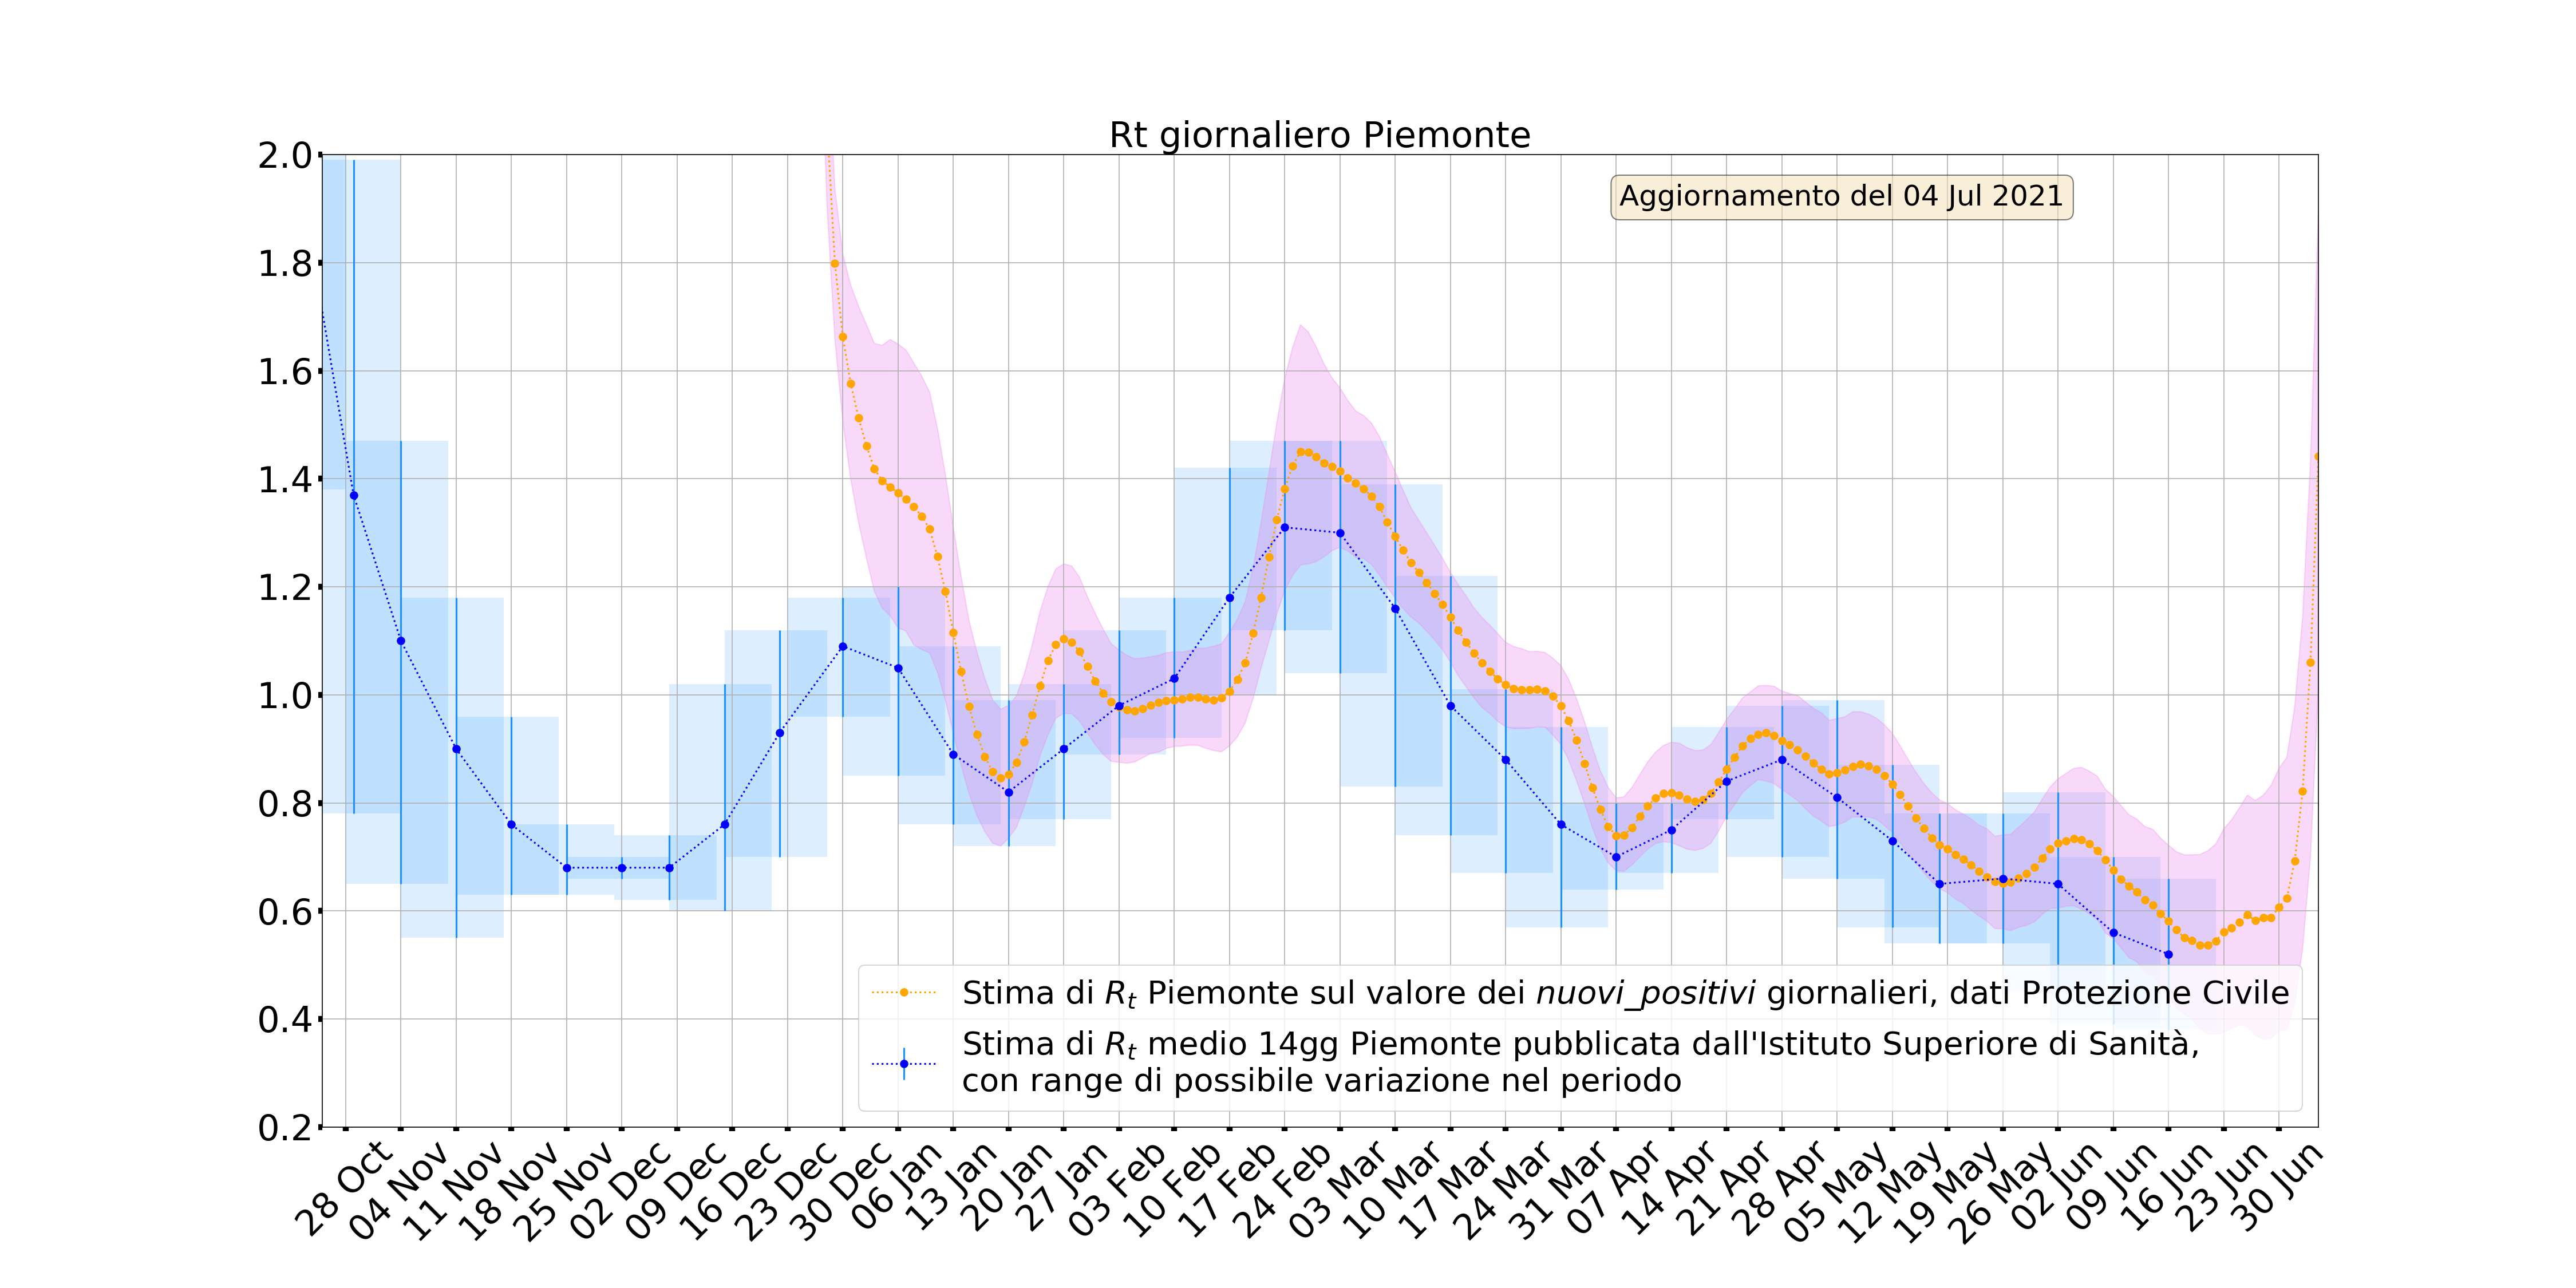 Rt giornaliero Piemonte
Aggiornamento del 04 Jul 2021
2.0
1.8
1.6
1.4
1.2
1.0
0.8
0.6
0.4
0.2
Stima di Rt Piemonte sul valore dei nuovi_positivi giornalieri, dati Protezione Civile
Stima di Rt medio 14gg Piemonte pubblicata dall'Istituto Superiore di Sanità,
con range di possibile variazione nel periodo
28 Oct
04 Nov
11 Nov
18 Nov
25 Nov
02 Dec
09 Dec
16 Dec
23 Dec
30 Dec
06 Jan
13 Jan
20 Jan
27 Jan
03 Feb
10 Feb
17 Feb
24 Feb
03 Mar
10 Mar
17 Mar
24 Mar
31 Mar
07 Apr
14 Apr
21 Apr
28 Apr
05 May
12 May
19 May
26 May
02 Jun
09 Jun
16 Jun
23 Jun
30 Jun